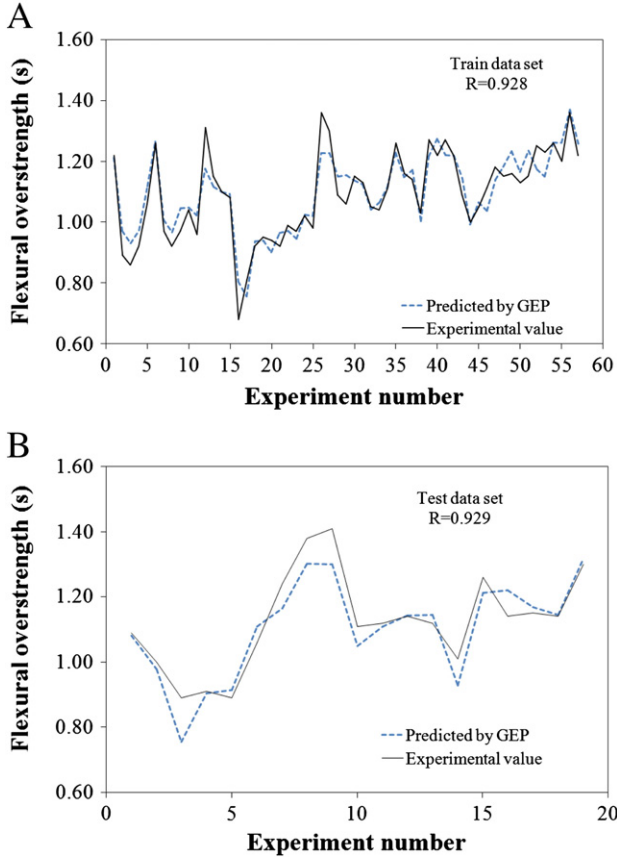 A
Flexural overstrength (s)
1.60
1.40
1.20
1.00
0.80
0.60
Train data set
R=0.928
Predicted by GEP
Experimental value
0 5 10 15 20 25 30 35 40 45 50 55 60
Experiment number
B
Flexural overstrength (s)
1.60
1.40
1.20
1.00
0.80
0.60
Test data set
R=0.929
Predicted by GEP
Experimental value
0 5 10 15 20
Experiment number